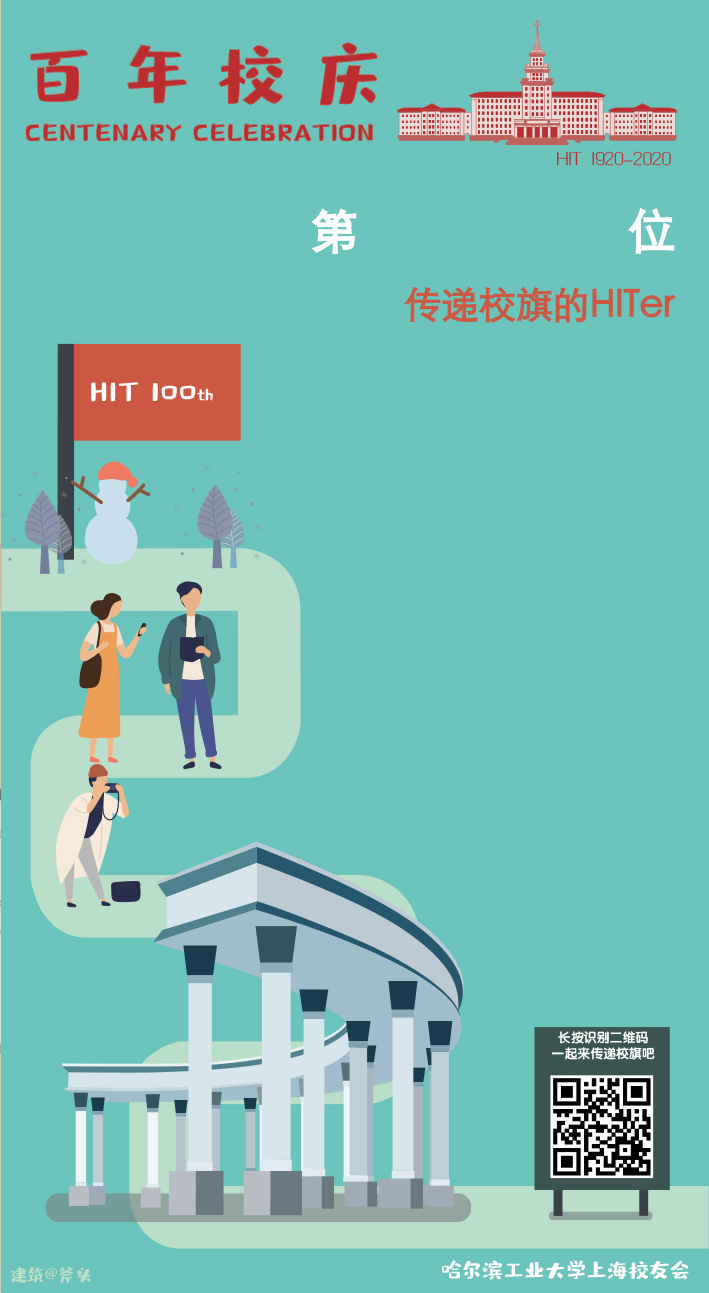 百年校庆
CENTENARY CELEBRATION
HIT 1920-2020
第 位
传递校旗的HITer
HIT 100th
长按识别二维码
一起来传递校旗吧
建筑@斧头
哈尔滨工业大学上海校友会